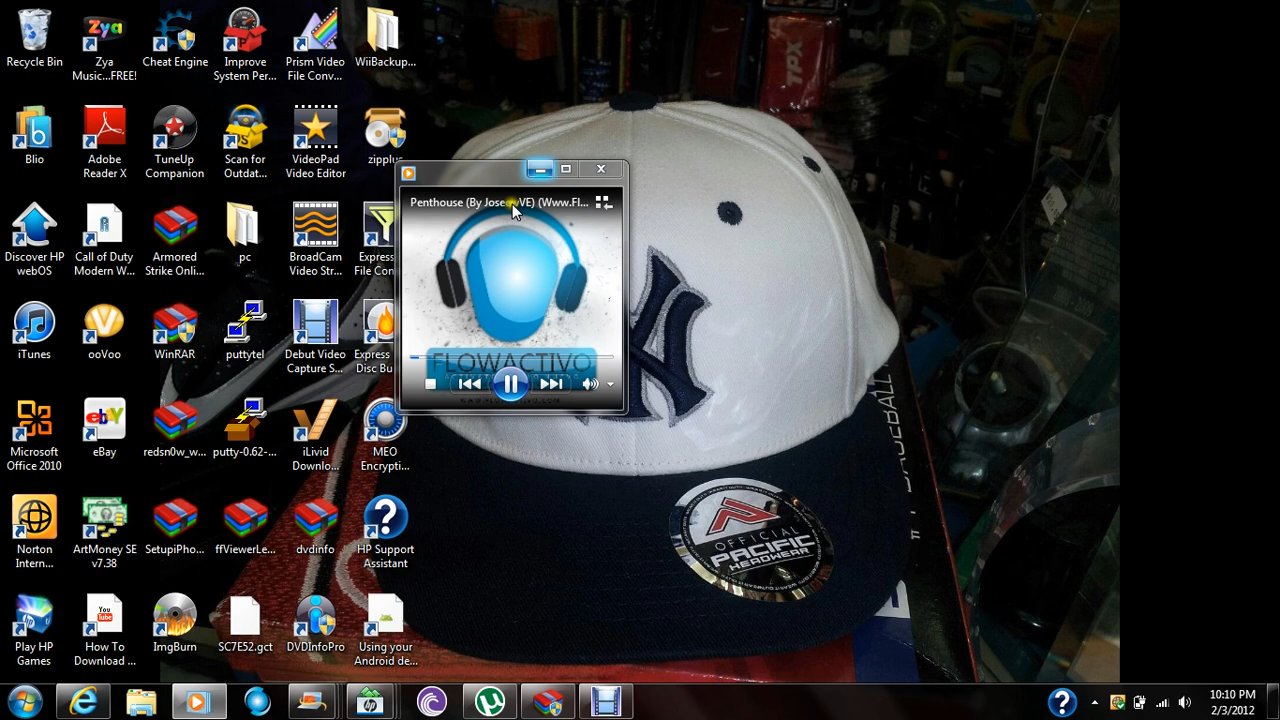 Recycle Bin
Zya
Music...FREE!
Cheat Engine
Improve
System Per...
Prism Video
File Conv...
WiiBackup...
Blio
Adobe
Reader X
TuneUp
Companion
Scan for
Outdat...
VideoPad
Video Editor
zipplus
Discover HP
webOS
Call of Duty
Modern W...
Armored
Strike Onli...
pc
BroadCam
Video Str...
Express
File Con
iTunes
ooVoo
WinRAR
puttytel
Debut Video
Capture S...
Express
Disc Bu
Microsoft
Office 2010
eBay
redsn0w_w...
putty-0.62-...
iLivid
Downlo...
MEO
Encrypti...
Norton
Intern...
ArtMoney SE
v7.38
SetupiPho...
ffViewerLe...
dvdinfo
HP Support
Assistant
Play HP
Games
How To
Download ...
ImgBurn
SC7E52.gct
DVDInfoPro
Using your
Android de...
Penthouse (By Jose
VE) (Www.Fl...
FLOWACTIVO
www.FLOWACTIVO.com
TPX
BASEBALL
OFFICIAL
PACIFIC
HEADWEAR
10:10 PM
2/3/2012